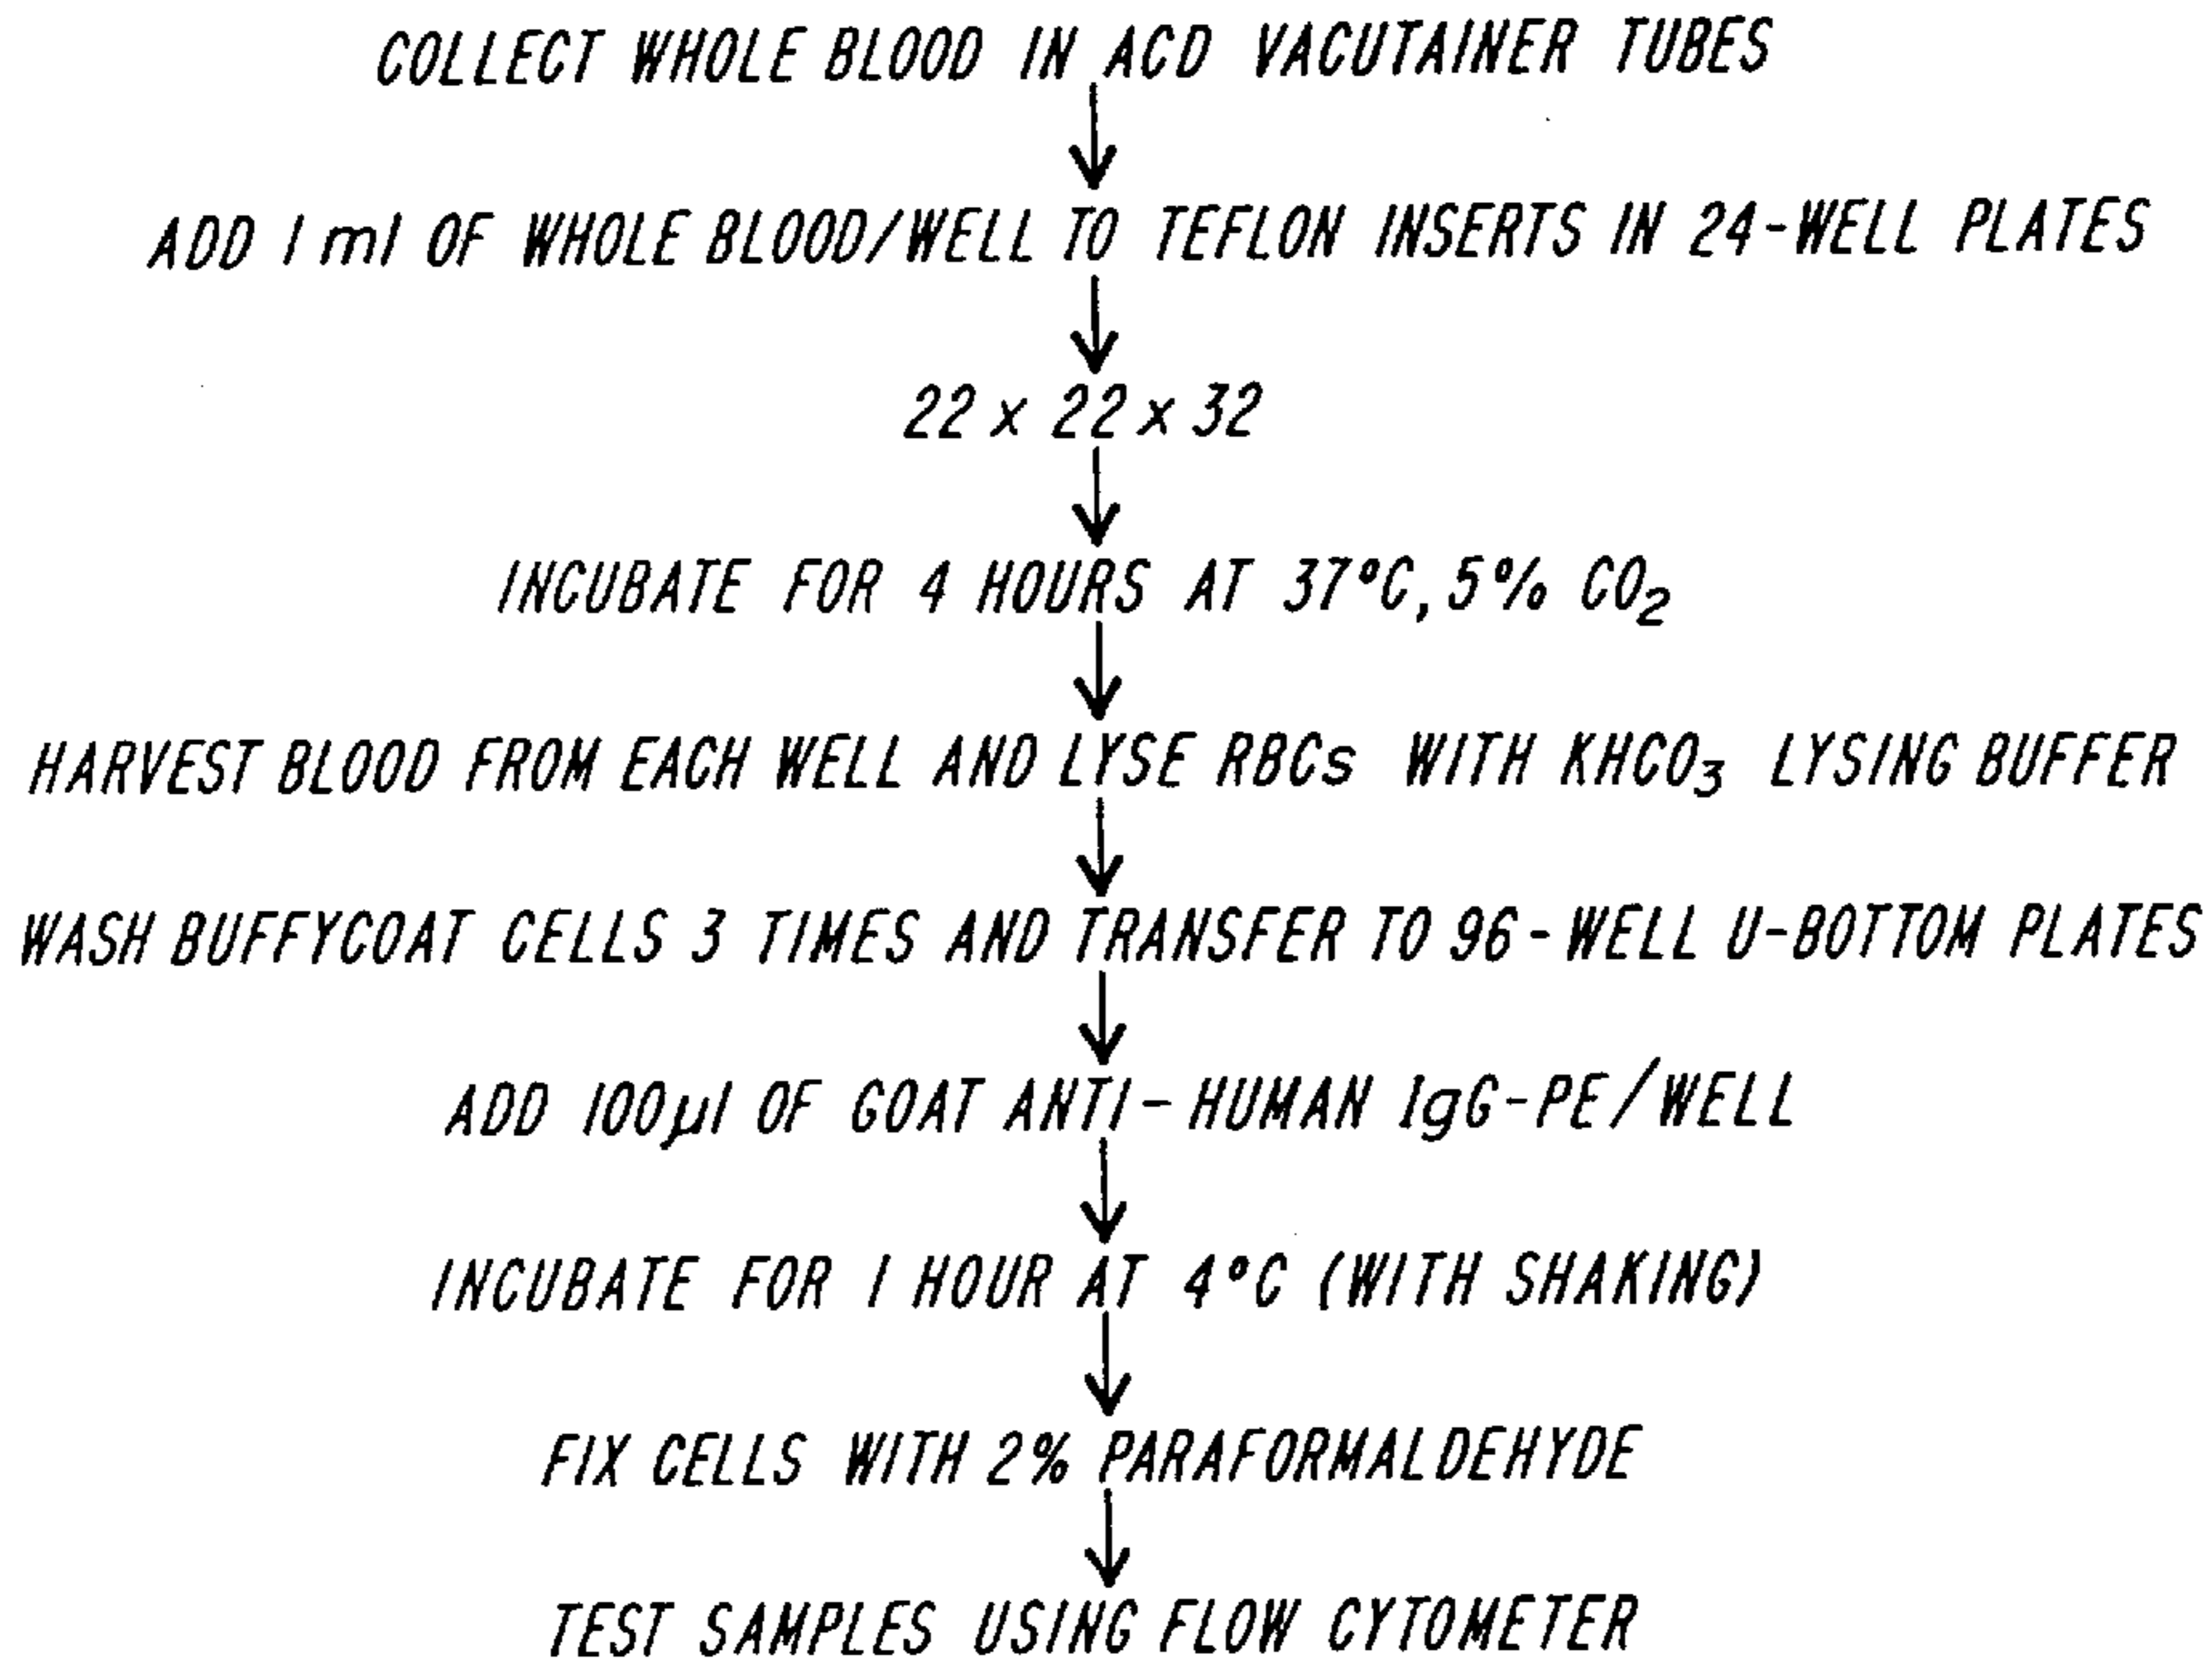 COLLECT WHOLE BLOOD IN ACD VACUTAINER TUBES
ADD 1 ml OF WHOLE BLOOD/WELL TO TEFLON INSERTS IN 24-WELL PLATES
22 x 22 x 32
INCUBATE FOR 4 HOURS AT 37°C, 5% CO₂
HARVEST BLOOD FROM EACH WELL AND LYSE RBCs WITH KHCO₃ LYSING BUFFER
WASH BUFFYCOAT CELLS 3 TIMES AND TRANSFER TO 96-WELL U-BOTTOM PLATES
ADD 100µl OF GOAT ANTI-HUMAN IgG-PE/WELL
INCUBATE FOR 1 HOUR AT 4°C (WITH SHAKING)
FIX CELLS WITH 2% PARAFORMALDEHYDE
TEST SAMPLES USING FLOW CYTOMETER